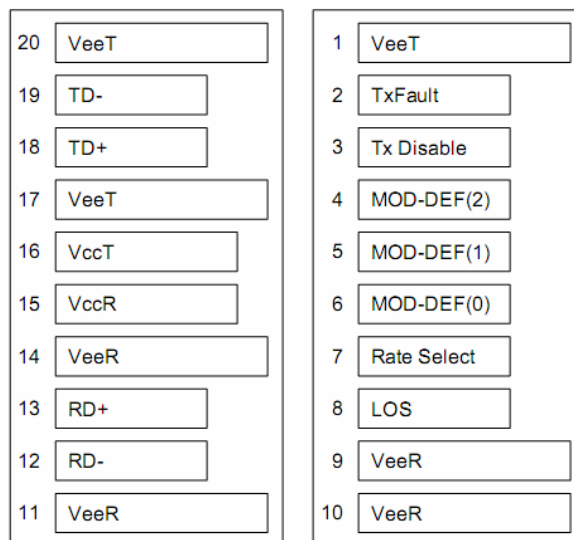 20 VeeT
19 TD-
18 TD+
17 VeeT
16 VccT
15 VccR
14 VeeR
13 RD+
12 RD-
11 VeeR
1 VeeT
2 TxFault
3 Tx Disable
4 MOD-DEF(2)
5 MOD-DEF(1)
6 MOD-DEF(0)
7 Rate Select
8 LOS
9 VeeR
10 VeeR